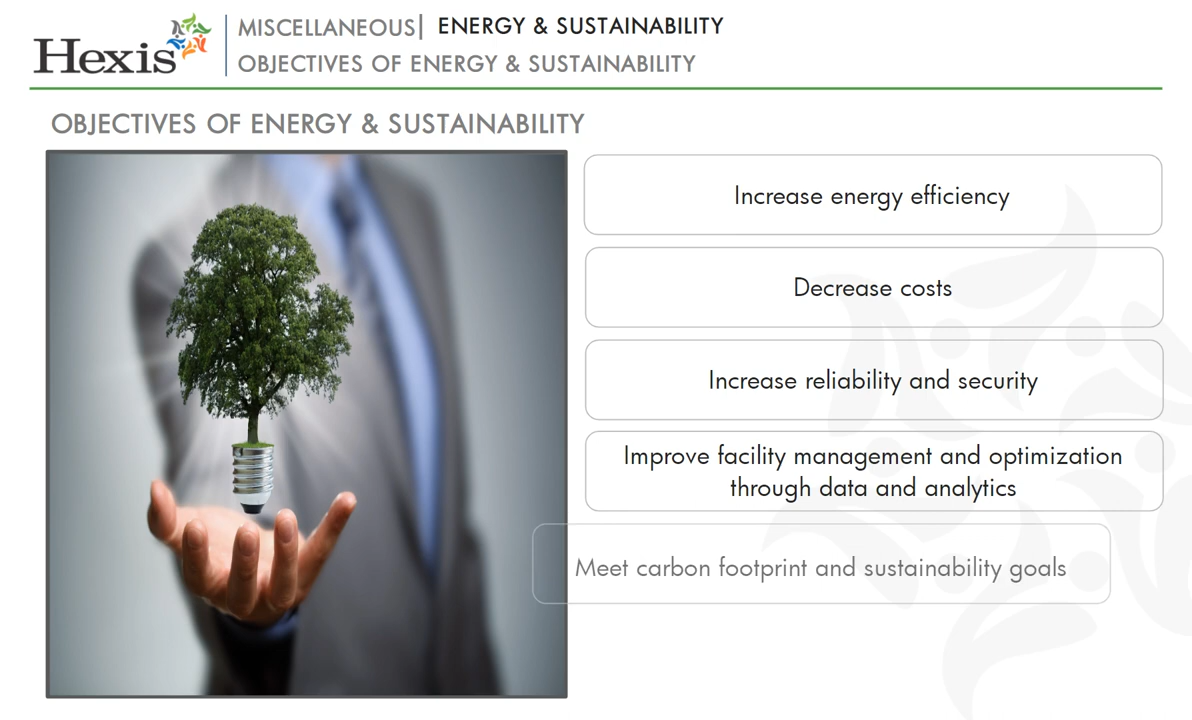 Hexis
MISCELLANEOUS| ENERGY & SUSTAINABILITY
OBJECTIVES OF ENERGY & SUSTAINABILITY
OBJECTIVES OF ENERGY & SUSTAINABILITY
Increase energy efficiency
Decrease costs
Increase reliability and security
Improve facility management and optimization
through data and analytics
Meet carbon footprint and sustainability goals